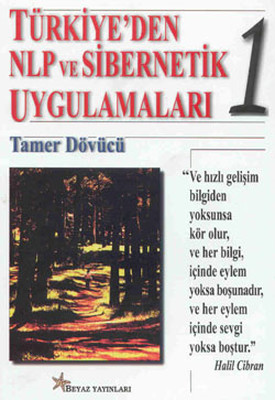 TÜRKİYE'DEN
NLP VE SİBERNETİK
UYGULAMALARI
1
Tamer Dövücü
“Ve hızlı gelişim
bilgiden
yoksunsa
kör olur,
ve her bilgi,
içinde eylem
yoksa boşunadır,
ve her eylem
içinde sevgi
yoksa boştur.”
Halil Cibran
BEYAZ YAYINLARI